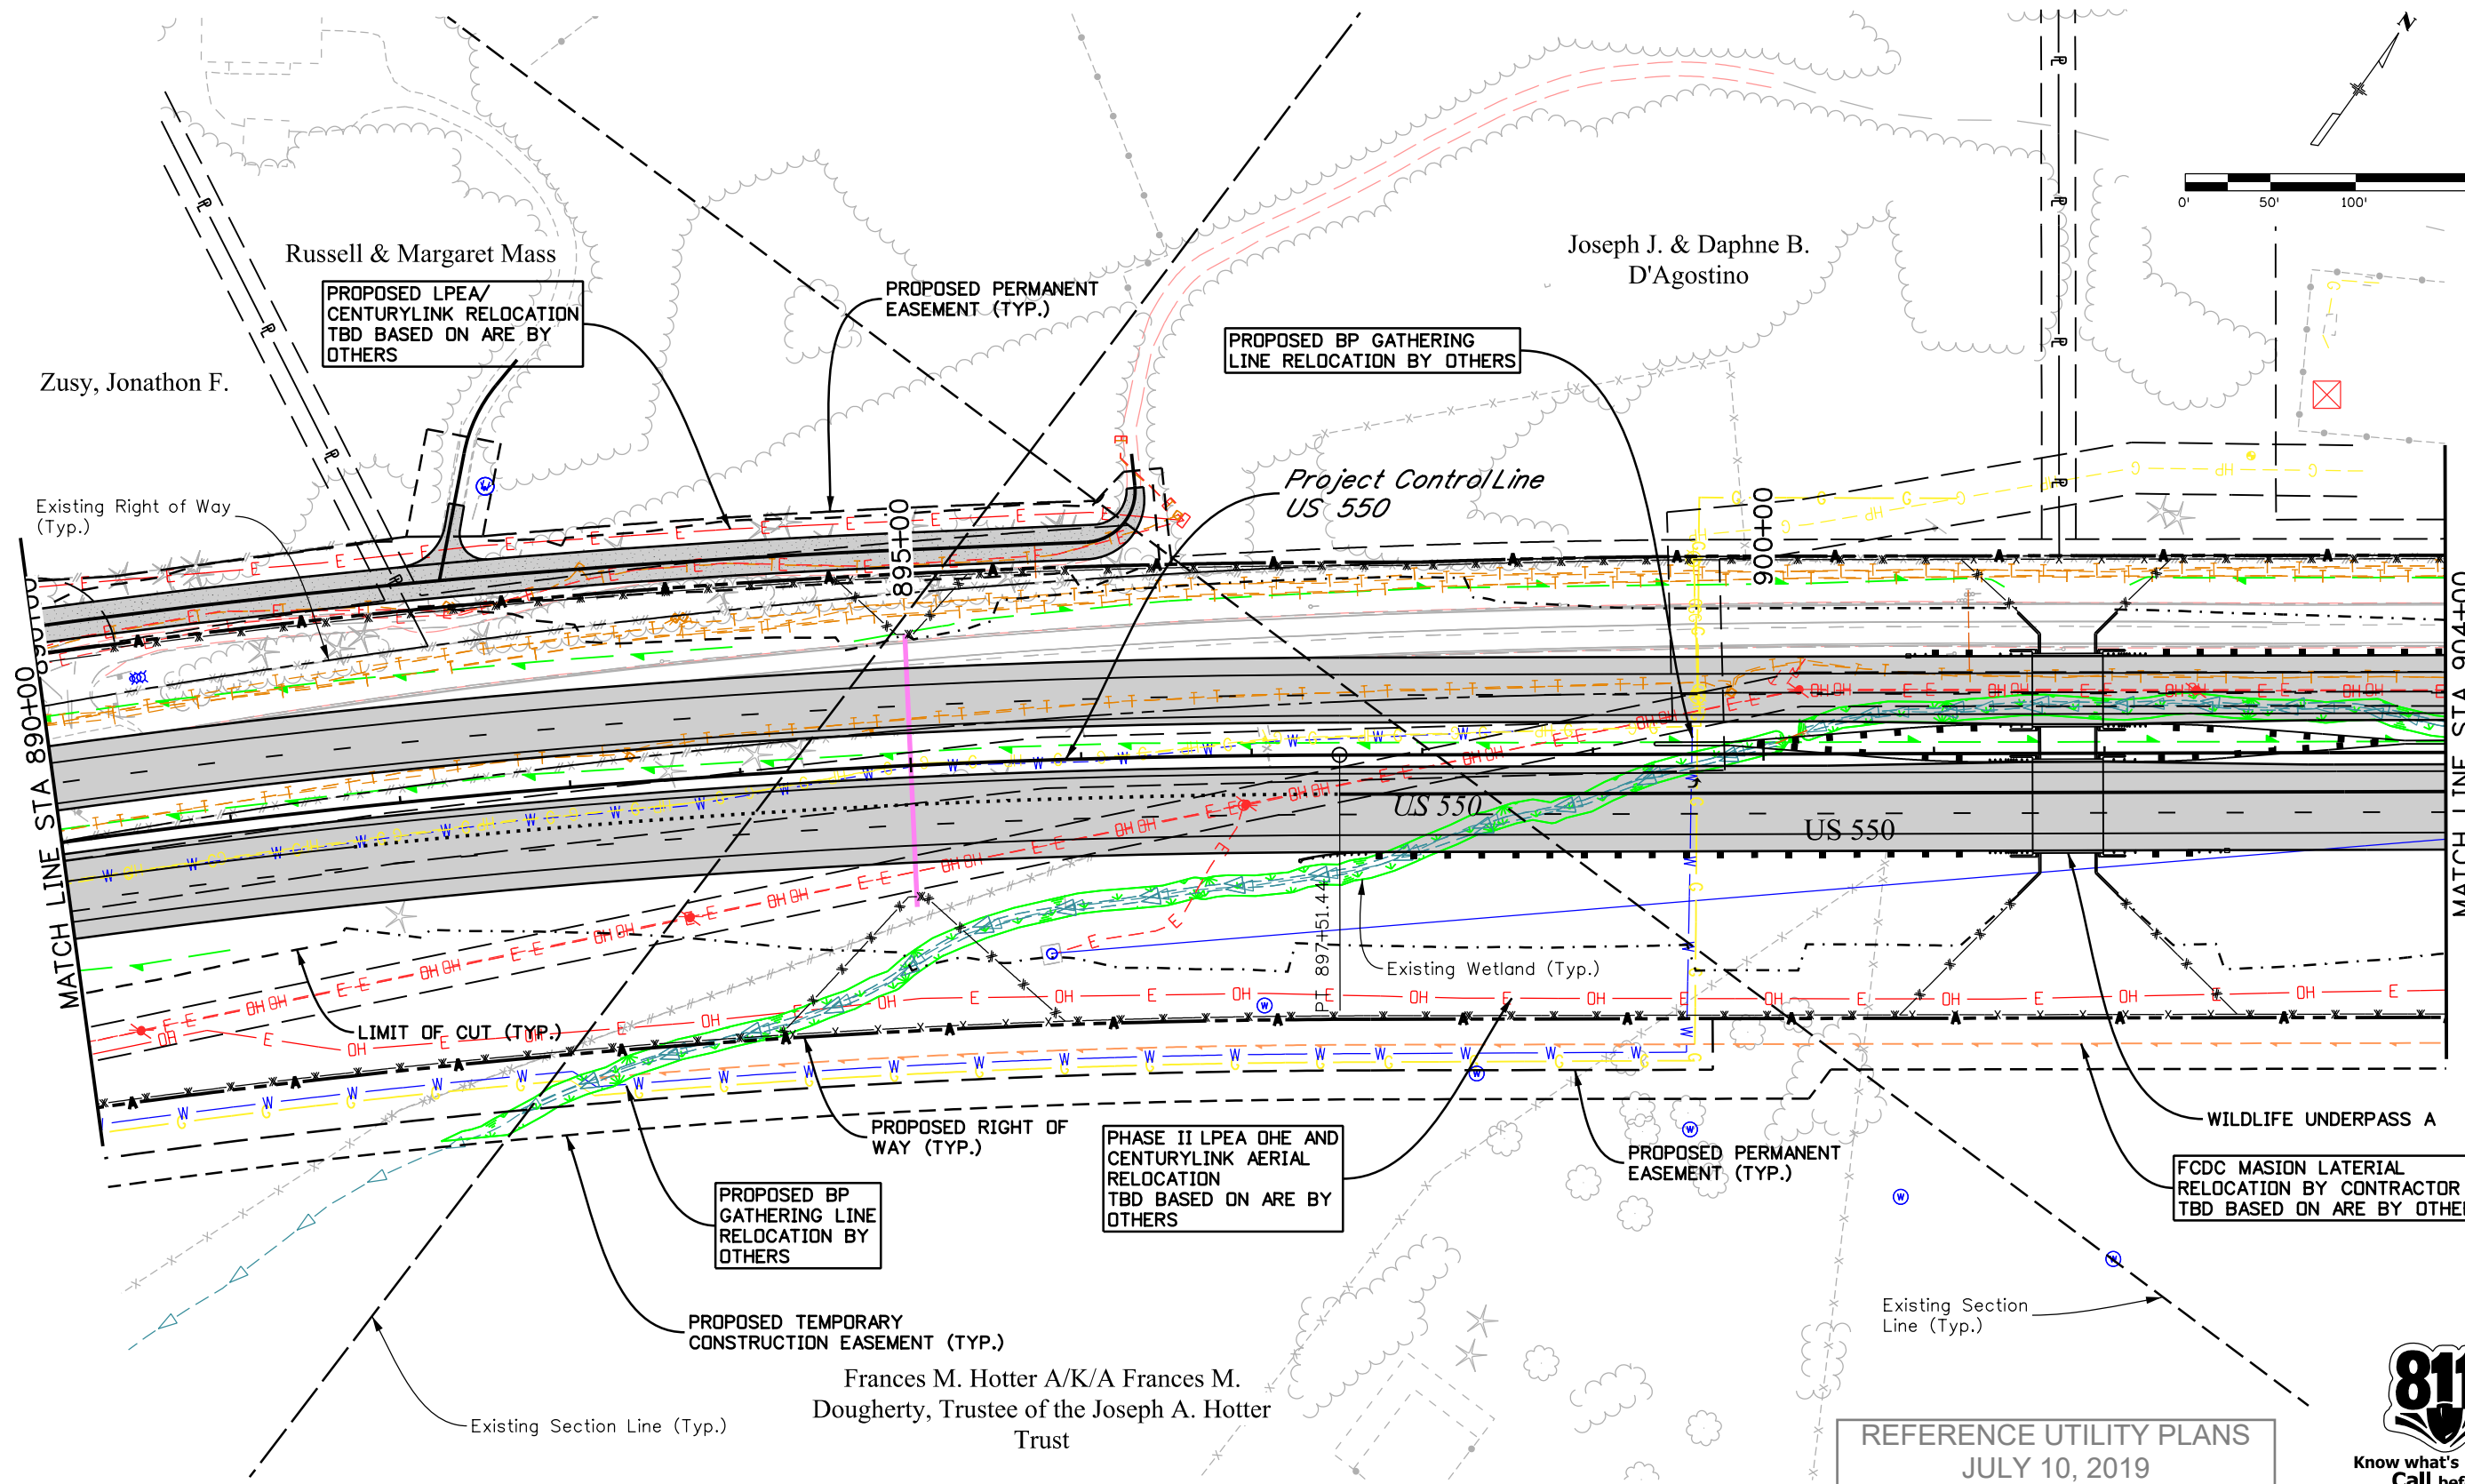 N
0' 50' 100'
Russell & Margaret Mass
PROPOSED LPEA/
CENTURYLINK RELOCATION
TBD BASED ON ARE BY
OTHERS
PROPOSED PERMANENT
EASEMENT (TYP.)
Joseph J. & Daphne B.
D'Agostino
PROPOSED BP GATHERING
LINE RELOCATION BY OTHERS
Zusy, Jonathon F.
Existing Right of Way
(Typ.)
Project Control Line
US 550
895+00
900+00
MATCH LINE STA 890+00
MATCH LINE STA 904+00
US 550
US 550
PT 897+51.44
Existing Wetland (Typ.)
LIMIT OF CUT (TYP.)
PROPOSED RIGHT OF
WAY (TYP.)
PROPOSED BP
GATHERING LINE
RELOCATION BY
OTHERS
PHASE II LPEA OHE AND
CENTURYLINK AERIAL
RELOCATION
TBD BASED ON ARE BY
OTHERS
PROPOSED PERMANENT
EASEMENT (TYP.)
WILDLIFE UNDERPASS A
FCDC MASION LATERIAL
RELOCATION BY CONTRACTOR
TBD BASED ON ARE BY
PROPOSED TEMPORARY
CONSTRUCTION EASEMENT (TYP.)
Existing Section
Line (Typ.)
Existing Section Line (Typ.)
Frances M. Hotter A/K/A Frances M.
Dougherty, Trustee of the Joseph A. Hotter
Trust
REFERENCE UTILITY PLANS
JULY 10, 2019
811
Know what's
Call